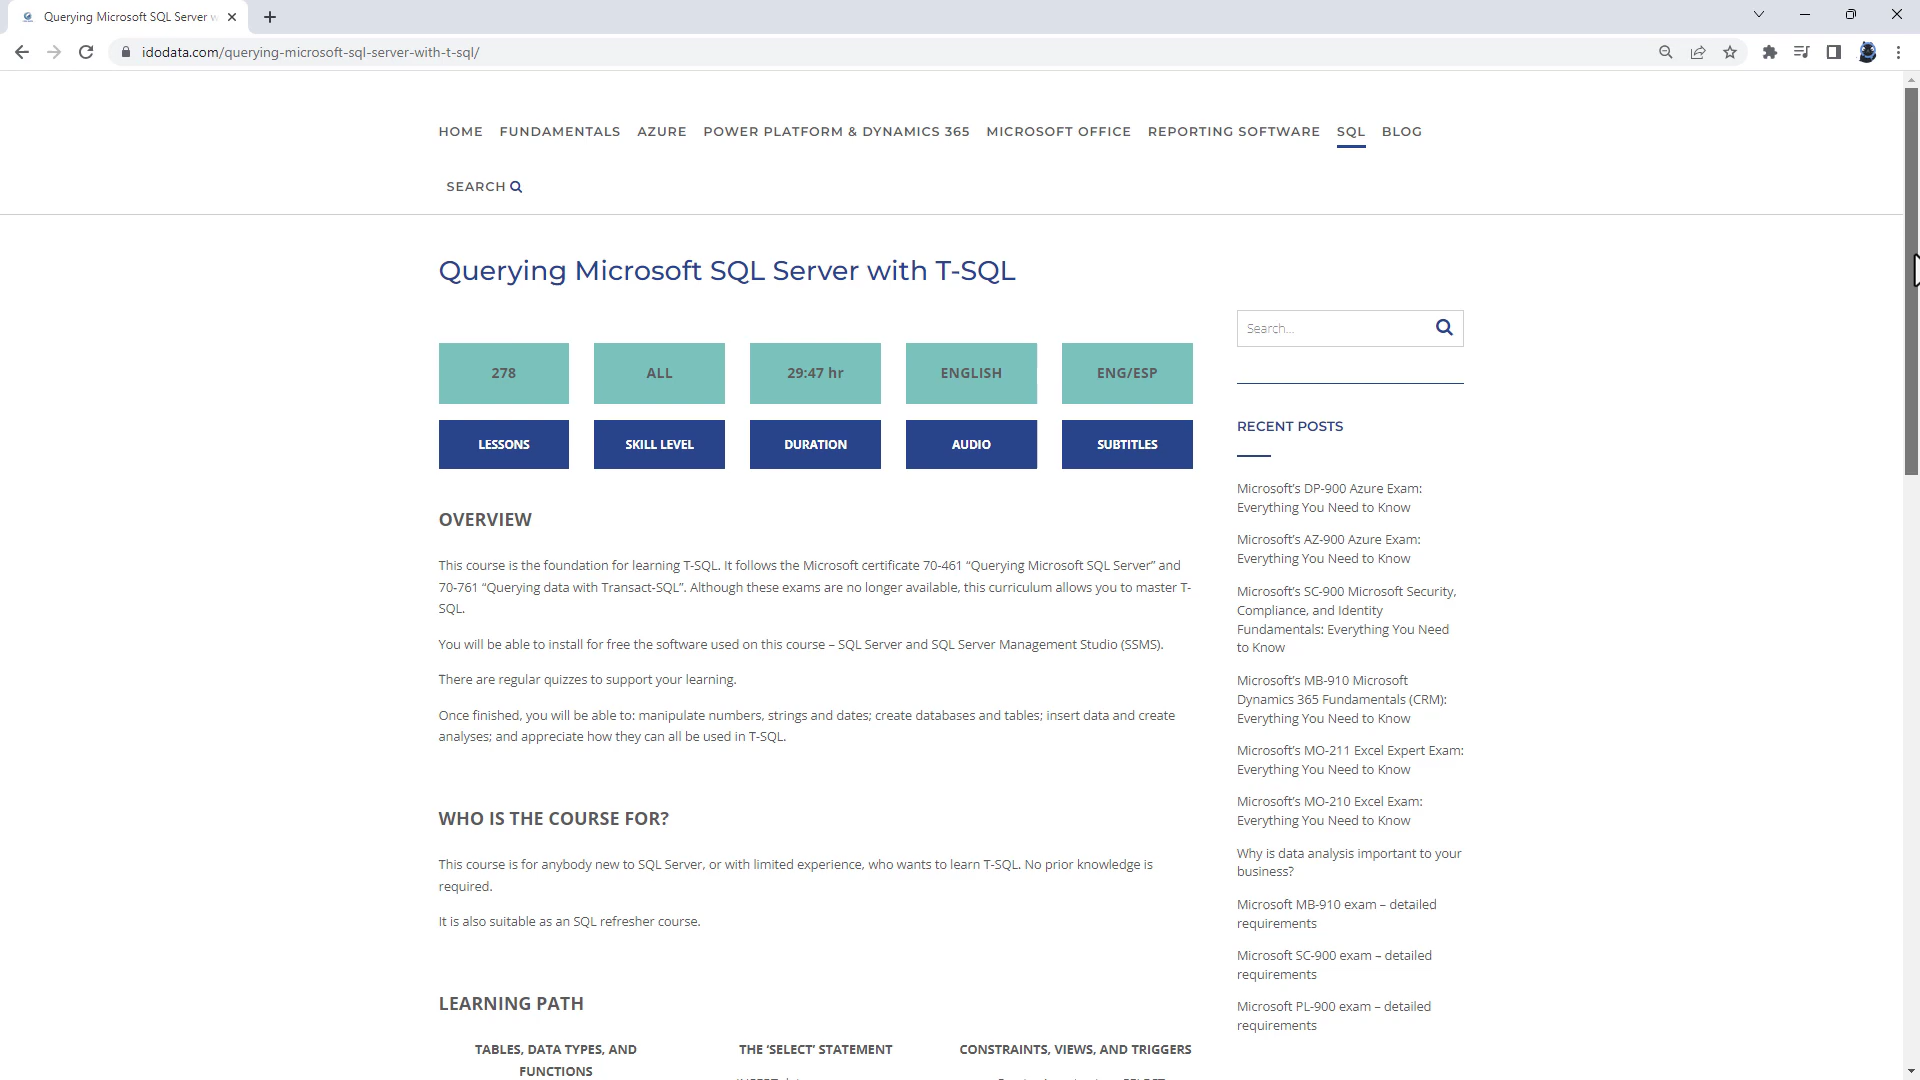 Querying Microsoft SQL Server w
idodata.com/querying-microsoft-sql-server-with-t-sql/
HOME FUNDAMENTALS AZURE POWER PLATFORM & DYNAMICS 365 MICROSOFT OFFICE REPORTING SOFTWARE SQL BLOG
SEARCH
Querying Microsoft SQL Server with T-SQL
278 ALL 29:47 hr ENGLISH ENG/ESP
LESSONS SKILL LEVEL DURATION AUDIO SUBTITLES
OVERVIEW
This course is the foundation for learning T-SQL. It follows the Microsoft certificate 70-461 “Querying Microsoft SQL Server” and
70-761 “Querying data with Transact-SQL”. Although these exams are no longer available, this curriculum allows you to master T-
SQL.
You will be able to install for free the software used on this course – SQL Server and SQL Server Management Studio (SSMS).
There are regular quizzes to support your learning.
Once finished, you will be able to: manipulate numbers, strings and dates; create databases and tables; insert data and create
analyses; and appreciate how they can all be used in T-SQL.
WHO IS THE COURSE FOR?
This course is for anybody new to SQL Server, or with limited experience, who wants to learn T-SQL. No prior knowledge is
required.
It is also suitable as an SQL refresher course.
LEARNING PATH
TABLES, DATA TYPES, AND
FUNCTIONS
THE ‘SELECT’ STATEMENT
CONSTRAINTS, VIEWS, AND TRIGGERS
Search...
RECENT POSTS
Microsoft’s DP-900 Azure Exam:
Everything You Need to Know
Microsoft’s AZ-900 Azure Exam:
Everything You Need to Know
Microsoft’s SC-900 Microsoft Security,
Compliance, and Identity
Fundamentals: Everything You Need
to Know
Microsoft’s MB-910 Microsoft
Dynamics 365 Fundamentals (CRM):
Everything You Need to Know
Microsoft’s MO-211 Excel Expert Exam:
Everything You Need to Know
Microsoft’s MO-210 Excel Exam:
Everything You Need to Know
Why is data analysis important to your
business?
Microsoft MB-910 exam – detailed
requirements
Microsoft SC-900 exam – detailed
requirements
Microsoft PL-900 exam – detailed
requirements